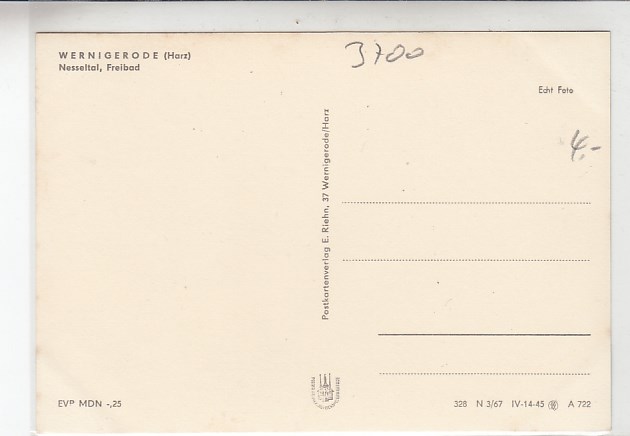 WERNIGERODE (Harz)
Nesseltal, Freibad
3700
Echt Foto
4,-
Postkartenverlag E. Riehn, 37 Wernigerode/Harz
EVP MDN -,25
328 N 3/67 IV-14-45 A 722